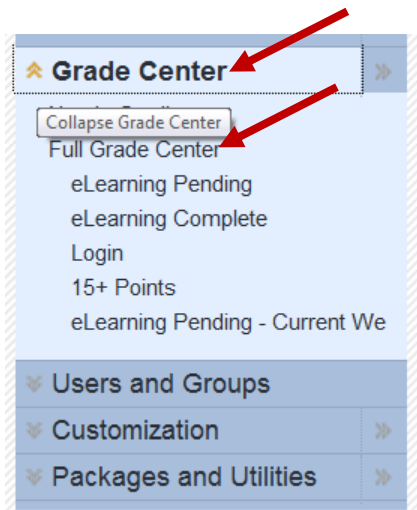 Grade Center
Collapse Grade Center
Full Grade Center
eLearning Pending
eLearning Complete
Login
15+ Points
eLearning Pending - Current We
Users and Groups
Customization
Packages and Utilities